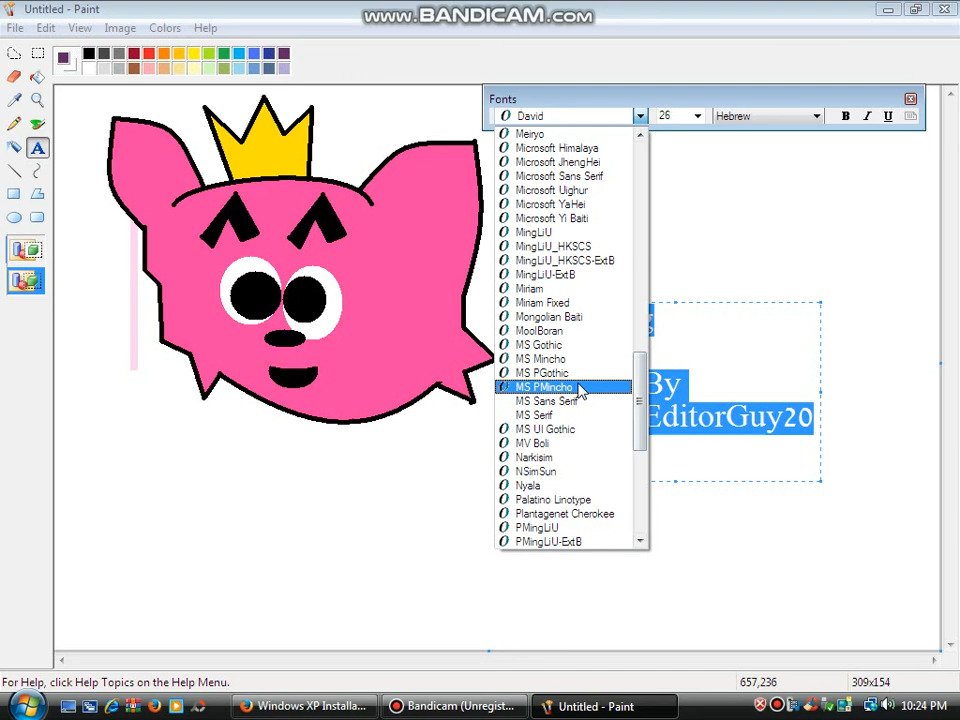 Untitled - Paint
WWW.BANDICAM.COM
File Edit View Image Colors Help
Fonts
David 26 Hebrew B I U
Meiryo
Microsoft Himalaya
Microsoft JhengHei
Microsoft Sans Serif
Microsoft Uighur
Microsoft YaHei
Microsoft Yi Baiti
MingLiU
MingLiU_HKSCS
MingLiU_HKSCS-ExtB
MingLiU-ExtB
Miriam
Miriam Fixed
Mongolian Baiti
MoolBoran
MS Gothic
MS Mincho
MS PGothic
MS PMincho
MS Sans Serif
MS Serif
MS UI Gothic
MV Boli
Narkisim
NSimSun
Nyala
Palatino Linotype
Plantagenet Cherokee
PMingLiU
PMingLiU-ExtB
By
EditorGuy20
For Help, click Help Topics on the Help Menu. 657,236 309x154
Windows XP Installa... Bandicam (Unregist... Untitled - Paint 10:24 PM